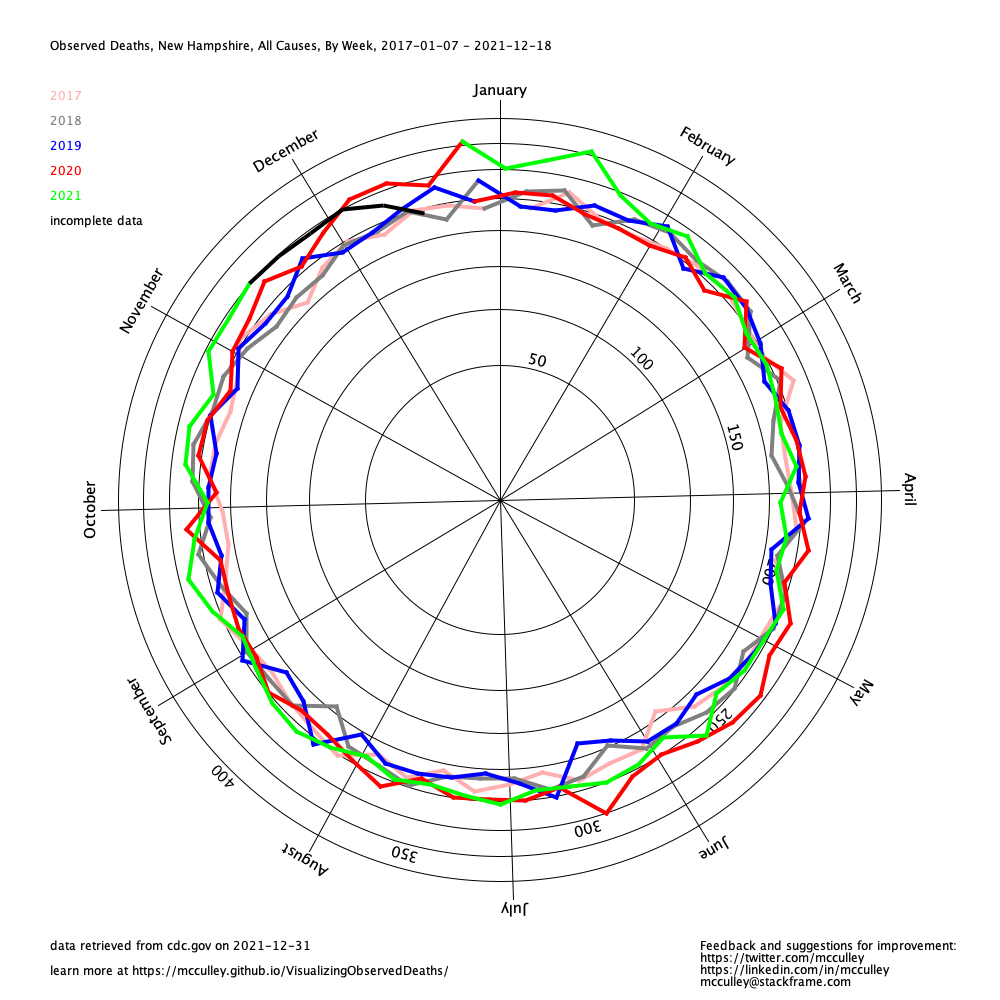 Observed Deaths, New Hampshire, All Causes, By Week, 2017-01-07 - 2021-12-18
2017
2018
2019
2020
2021
incomplete data
January
February
March
April
May
June
July
August
September
October
November
December
50
100
150
200
250
300
350
400
data retrieved from cdc.gov on 2021-12-31
learn more at https://mcculley.github.io/VisualizingObservedDeaths/
Feedback and suggestions for improvement:
https://twitter.com/mcculley
https://linkedin.com/in/mcculley
mcculley@stackframe.com